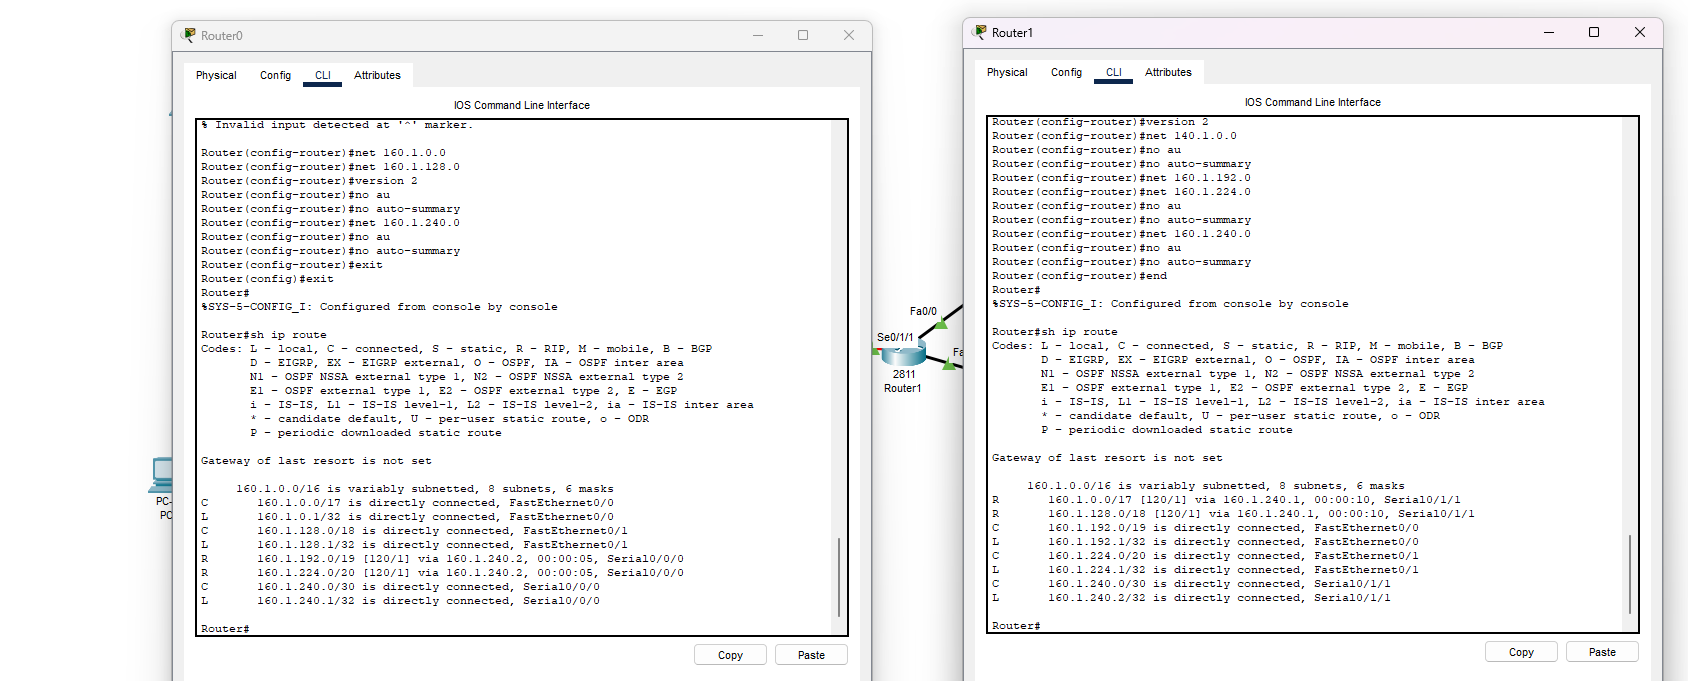 Router0
Physical Config CLI Attributes
IOS Command Line Interface
% Invalid input detected at '^' marker.
Router(config-router)#net 160.1.0.0
Router(config-router)#net 160.1.128.0
Router(config-router)#version 2
Router(config-router)#no au
Router(config-router)#no auto-summary
Router(config-router)#net 160.1.240.0
Router(config-router)#no au
Router(config-router)#no auto-summary
Router(config-router)#exit
Router(config)#exit
Router#
%SYS-5-CONFIG_I: Configured from console by console
Router#sh ip route
Codes: L - local, C - connected, S - static, R - RIP, M - mobile, B - BGP
D - EIGRP, EX - EIGRP external, O - OSPF, IA - OSPF inter area
N1 - OSPF NSSA external type 1, N2 - OSPF NSSA external type 2
E1 - OSPF external type 1, E2 - OSPF external type 2, E - EGP
i - IS-IS, L1 - IS-IS level-1, L2 - IS-IS level-2, ia - IS-IS inter area
* - candidate default, U - per-user static route, o - ODR
P - periodic downloaded static route
Gateway of last resort is not set
160.1.0.0/16 is variably subnetted, 8 subnets, 6 masks
C 160.1.0.0/17 is directly connected, FastEthernet0/0
L 160.1.0.1/32 is directly connected, FastEthernet0/0
C 160.1.128.0/18 is directly connected, FastEthernet0/1
L 160.1.128.1/32 is directly connected, FastEthernet0/1
R 160.1.192.0/19 [120/1] via 160.1.240.2, 00:00:05, Serial0/0/0
R 160.1.224.0/20 [120/1] via 160.1.240.2, 00:00:05, Serial0/0/0
C 160.1.240.0/30 is directly connected, Serial0/0/0
L 160.1.240.1/32 is directly connected, Serial0/0/0
Router#
Copy Paste
PC-
PC
Fa0/0
Se0/1/1
Fa
2811
Router1
Router1
Physical Config CLI Attributes
IOS Command Line Interface
Router(config-router)#version 2
Router(config-router)#net 140.1.0.0
Router(config-router)#no au
Router(config-router)#no auto-summary
Router(config-router)#net 160.1.192.0
Router(config-router)#net 160.1.224.0
Router(config-router)#no au
Router(config-router)#no auto-summary
Router(config-router)#net 160.1.240.0
Router(config-router)#no au
Router(config-router)#no auto-summary
Router(config-router)#end
Router#
%SYS-5-CONFIG_I: Configured from console by console
Router#sh ip route
Codes: L - local, C - connected, S - static, R - RIP, M - mobile, B - BGP
D - EIGRP, EX - EIGRP external, O - OSPF, IA - OSPF inter area
N1 - OSPF NSSA external type 1, N2 - OSPF NSSA external type 2
E1 - OSPF external type 1, E2 - OSPF external type 2, E - EGP
i - IS-IS, L1 - IS-IS level-1, L2 - IS-IS level-2, ia - IS-IS inter area
* - candidate default, U - per-user static route, o - ODR
P - periodic downloaded static route
Gateway of last resort is not set
160.1.0.0/16 is variably subnetted, 8 subnets, 6 masks
R 160.1.0.0/17 [120/1] via 160.1.240.1, 00:00:10, Serial0/1/1
R 160.1.128.0/18 [120/1] via 160.1.240.1, 00:00:10, Serial0/1/1
C 160.1.192.0/19 is directly connected, FastEthernet0/0
L 160.1.192.1/32 is directly connected, FastEthernet0/0
C 160.1.224.0/20 is directly connected, FastEthernet0/1
L 160.1.224.1/32 is directly connected, FastEthernet0/1
C 160.1.240.0/30 is directly connected, Serial0/1/1
L 160.1.240.2/32 is directly connected, Serial0/1/1
Router#
Copy Paste